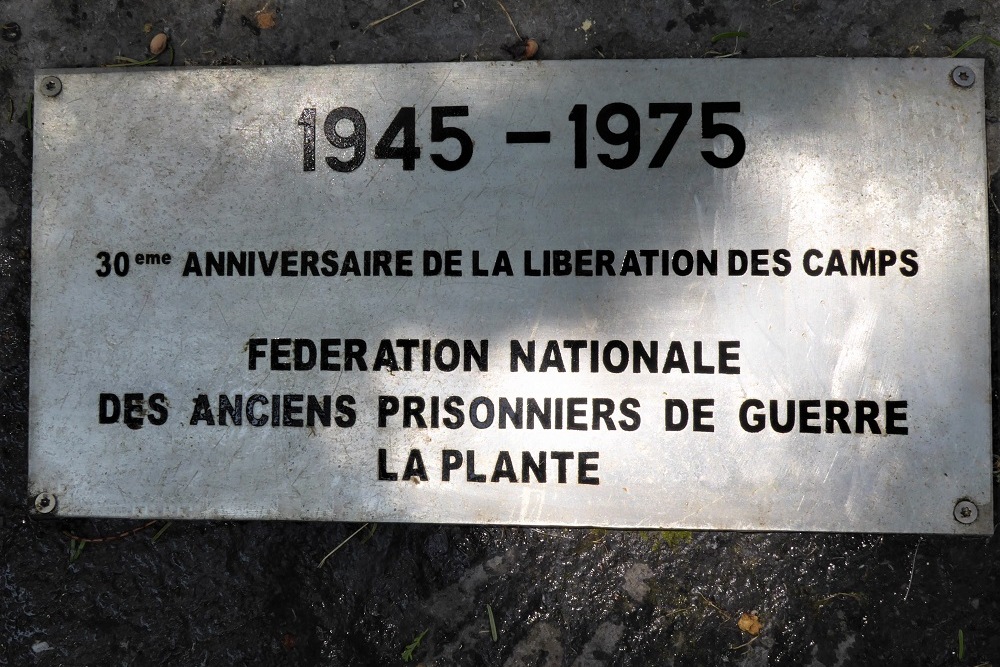 1945 – 1975
30eme ANNIVERSAIRE DE LA LIBERATION DES CAMPS
FEDERATION NATIONALE
DES ANCIENS PRISONNIERS DE GUERRE
LA PLANTE